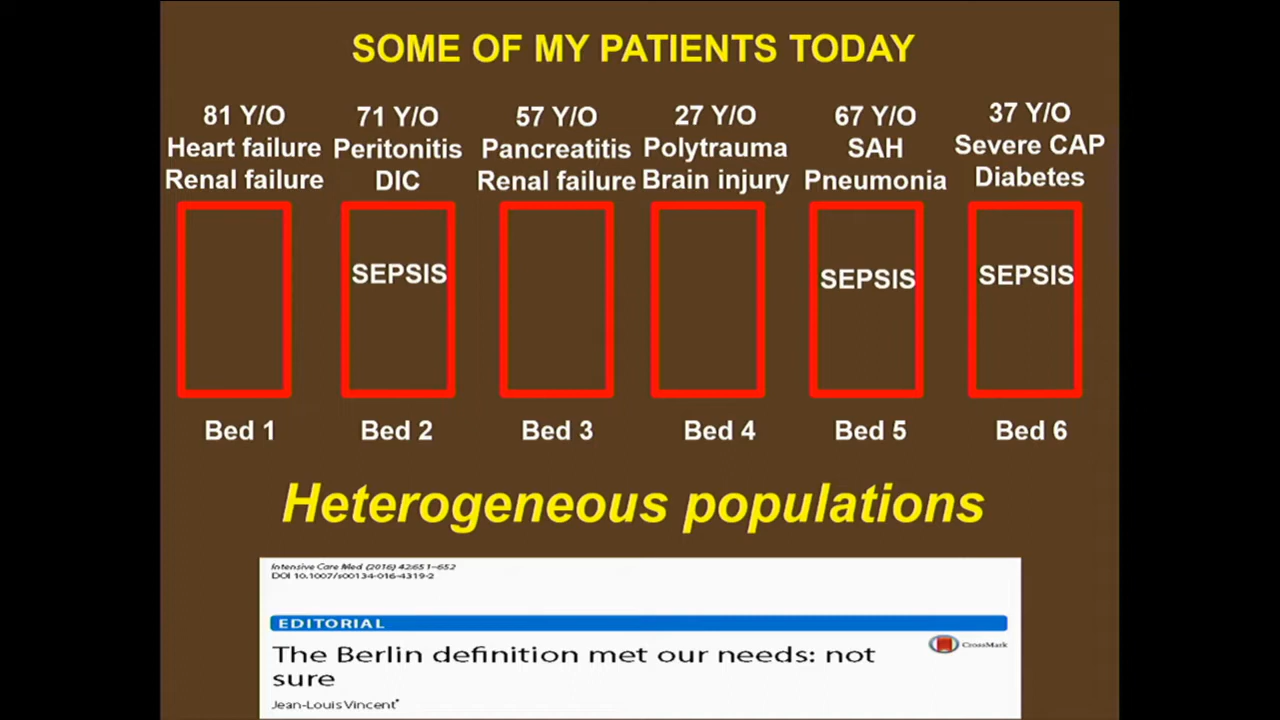 SOME OF MY PATIENTS TODAY
81 Y/O
Heart failure
Renal failure
71 Y/O
Peritonitis
DIC
57 Y/O
Pancreatitis
Renal failure
27 Y/O
Polytrauma
Brain injury
67 Y/O
SAH
Pneumonia
37 Y/O
Severe CAP
Diabetes
SEPSIS
SEPSIS
SEPSIS
Bed 1
Bed 2
Bed 3
Bed 4
Bed 5
Bed 6
Heterogeneous populations
Intensive Care Med (2016) 42:651–652
DOI 10.1007/s00134-016-4319-2
EDITORIAL
The Berlin definition met our needs: not
sure
CrossMark
Jean-Louis Vincent*